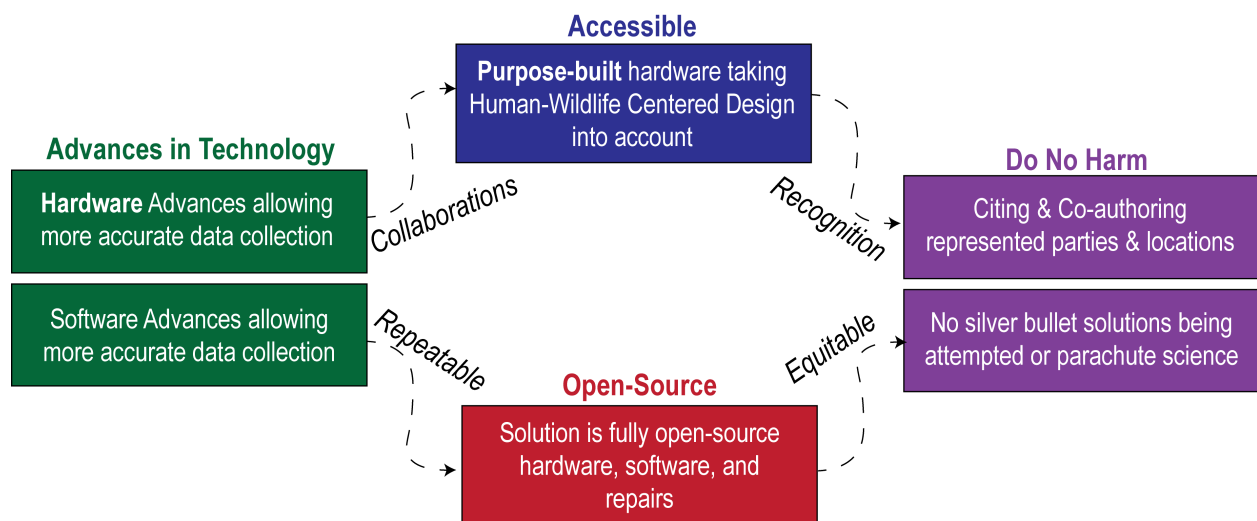 Accessible
Purpose-built hardware taking
Human-Wildlife Centered Design
into account
Advances in Technology
Hardware Advances allowing
more accurate data collection
Software Advances allowing
more accurate data collection
Collaborations
Repeatable
Open-Source
Solution is fully open-source
hardware, software, and
repairs
Recognition
Equitable
Do No Harm
Citing & Co-authoring
represented parties & locations
No silver bullet solutions being
attempted or parachute science